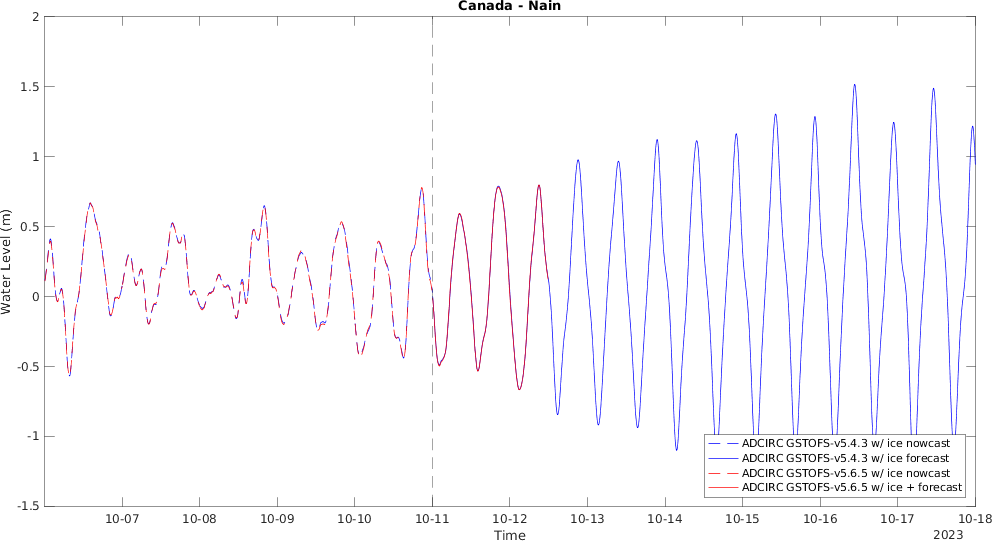 Canada - Nain
2
1.5
1
0.5
0
-0.5
-1
-1.5
Water Level (m)
ADCIRC GSTOFS-v5.4.3 w/ ice nowcast
ADCIRC GSTOFS-v5.4.3 w/ ice forecast
ADCIRC GSTOFS-v5.6.5 w/ ice nowcast
ADCIRC GSTOFS-v5.6.5 w/ ice + forecast
10-07 10-08 10-09 10-10 10-11 10-12 10-13 10-14 10-15 10-16 10-17 10-18
Time
2023